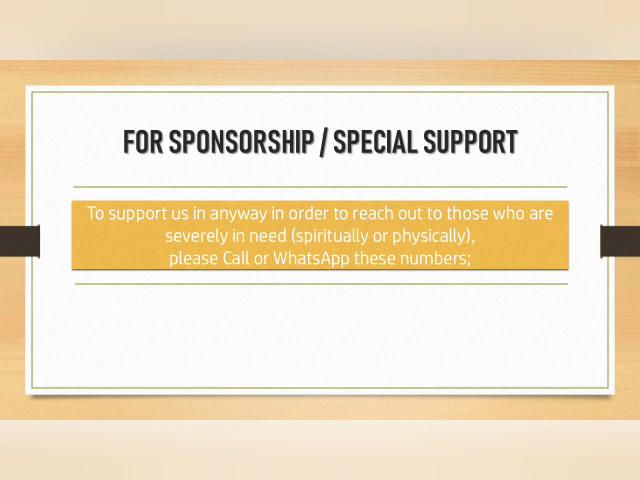 FOR SPONSORSHIP / SPECIAL SUPPORT
To support us in anyway in order to reach out to those who are
severely in need (spiritually or physically),
please Call or WhatsApp these numbers;